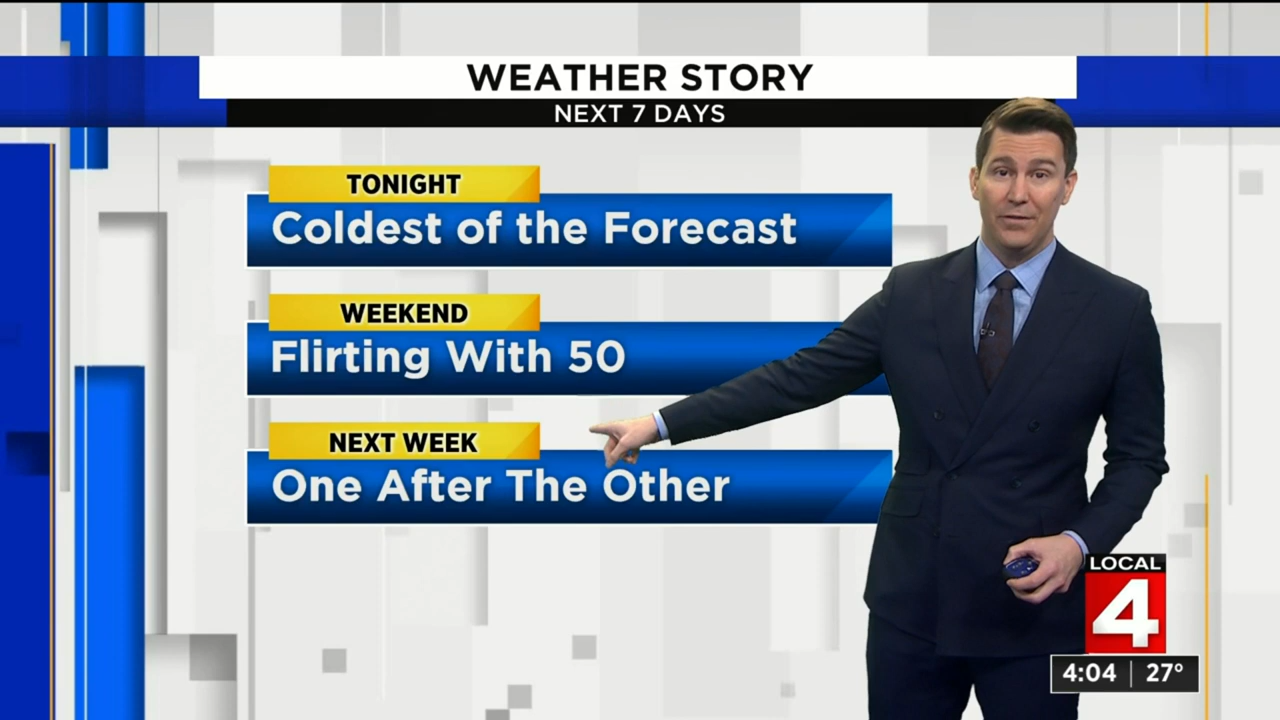 WEATHER STORY
NEXT 7 DAYS
TONIGHT
Coldest of the Forecast
WEEKEND
Flirting With 50
NEXT WEEK
One After The Other
LOCAL
4
4:04 | 27°